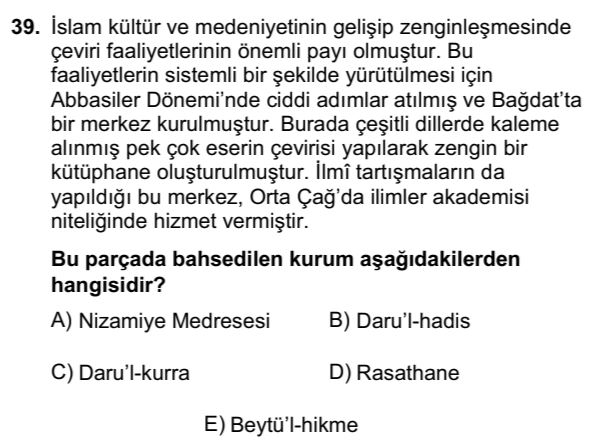 39. İslam kültür ve medeniyetinin gelişip zenginleşmesinde
çeviri faaliyetlerinin önemli payı olmuştur. Bu
faaliyetlerin sistemli bir şekilde yürütülmesi için
Abbasiler Dönemi’nde ciddi adımlar atılmış ve Bağdat’ta
bir merkez kurulmuştur. Burada çeşitli dillerde kaleme
alınmış pek çok eserin çevirisi yapılarak zengin bir
kütüphane oluşturulmuştur. İlmî tartışmaların da
yapıldığı bu merkez, Orta Çağ’da ilimler akademisi
niteliğinde hizmet vermiştir.
Bu parçada bahsedilen kurum aşağıdakilerden
hangisidir?
A) Nizamiye Medresesi B) Daru’l-hadis
C) Daru’l-kurra D) Rasathane
E) Beytü’l-hikme